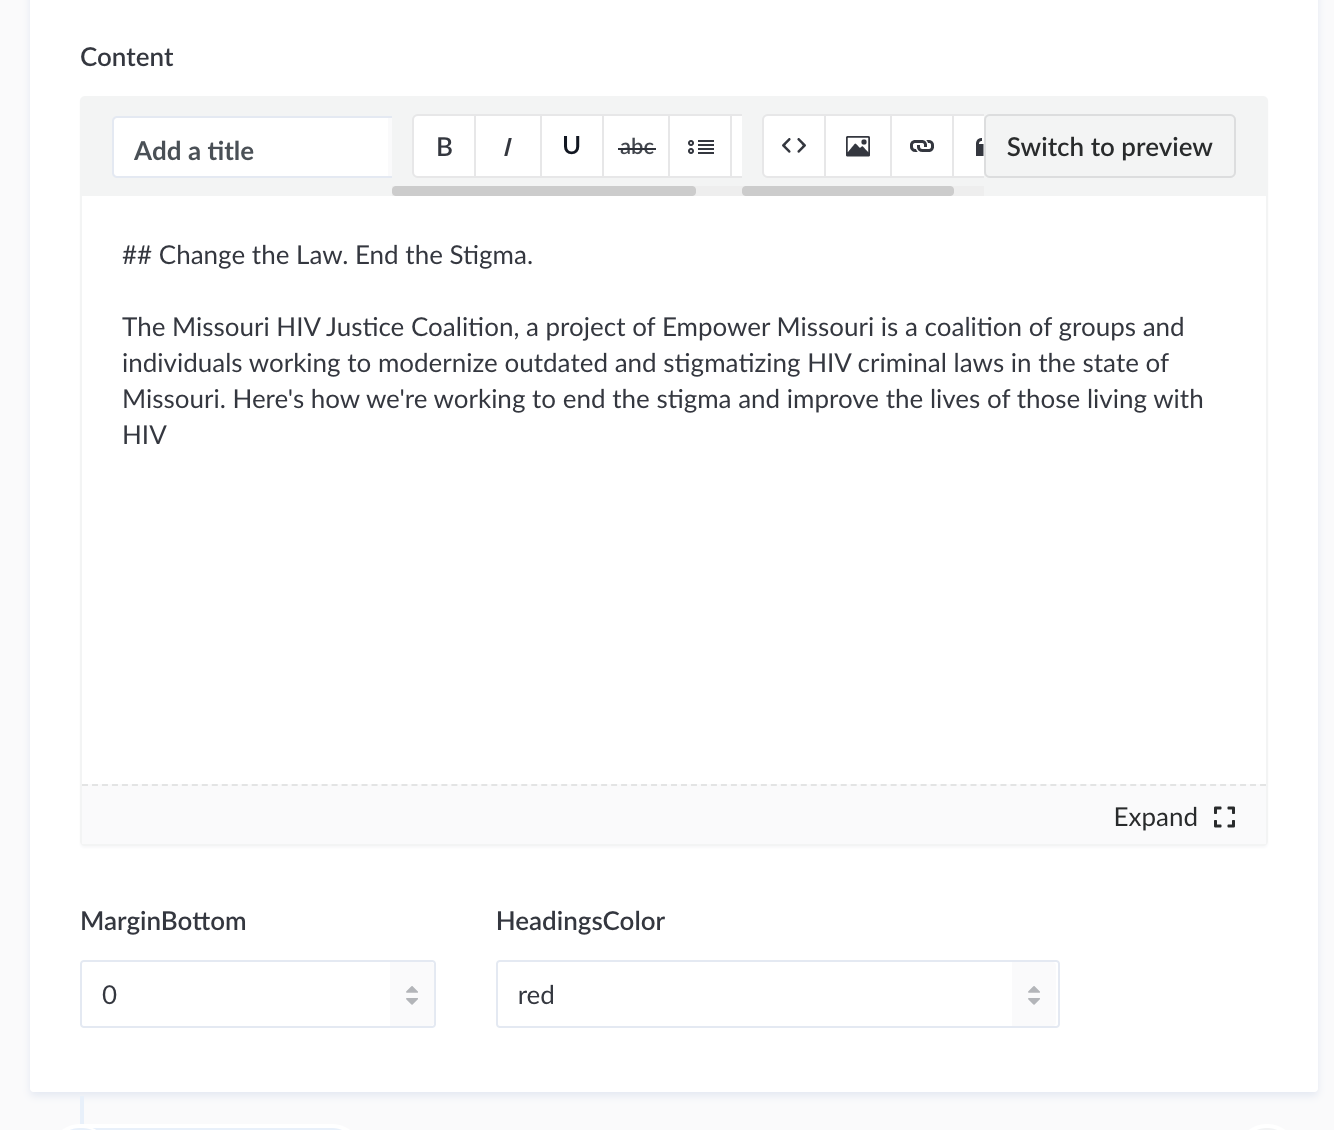 Content
Add a title
B I U abc <> Switch to preview
## Change the Law. End the Stigma.
The Missouri HIV Justice Coalition, a project of Empower Missouri is a coalition of groups and
individuals working to modernize outdated and stigmatizing HIV criminal laws in the state of
Missouri. Here's how we're working to end the stigma and improve the lives of those living with
HIV
Expand
MarginBottom
HeadingsColor
0
red